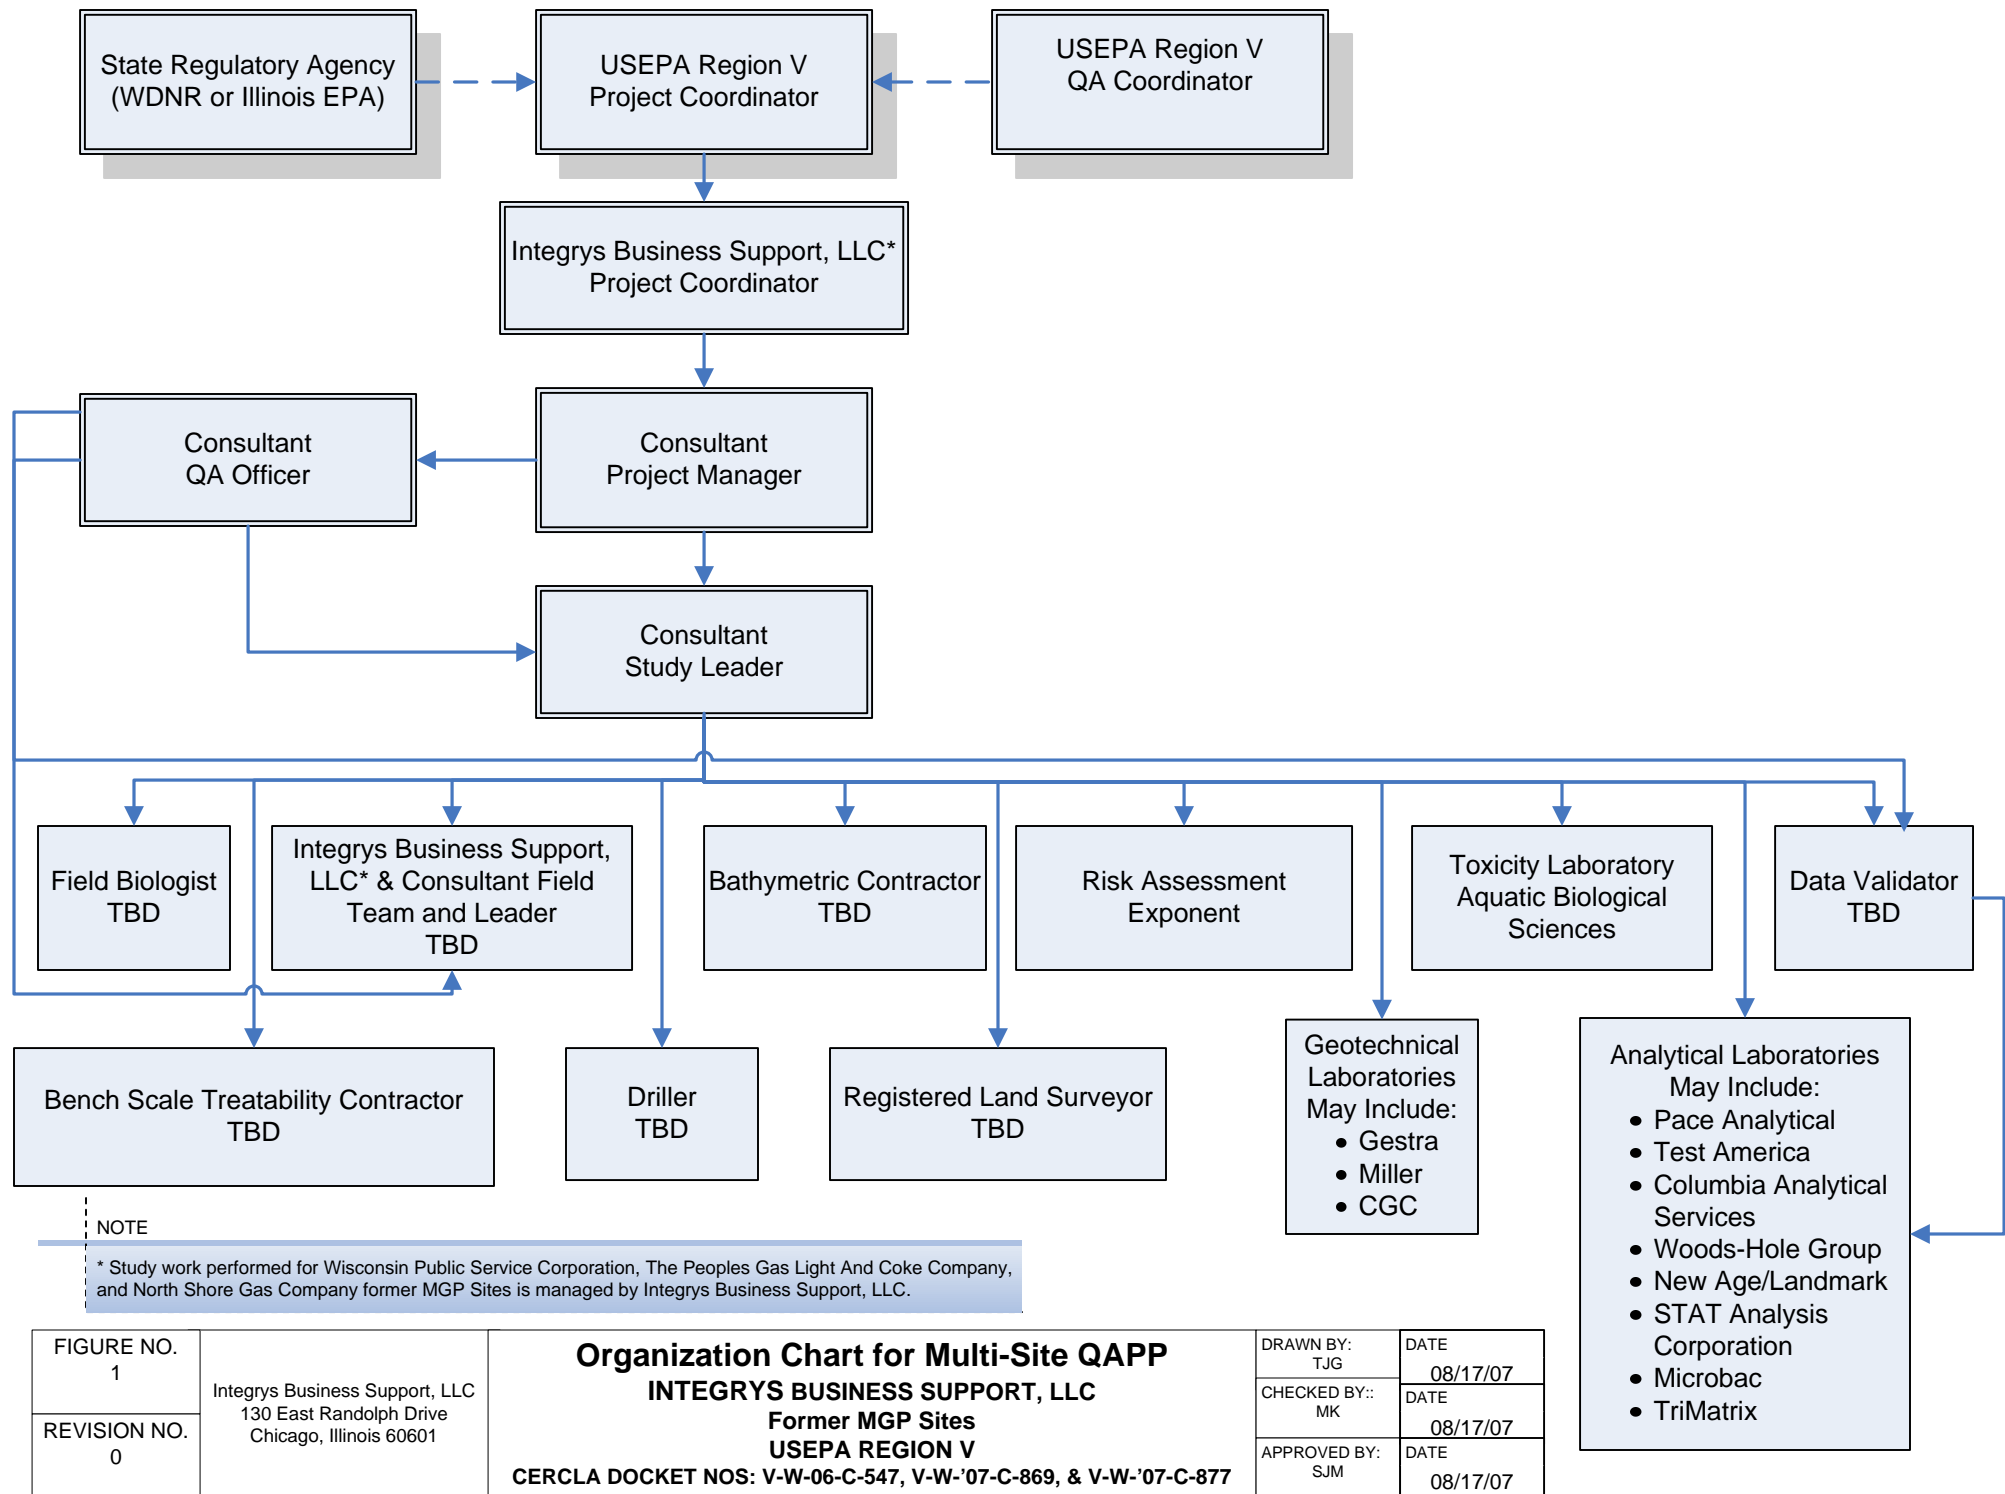 State Regulatory Agency
(WDNR or Illinois EPA)
USEPA Region V
Project Coordinator
USEPA Region V
QA Coordinator
Integrys Business Support, LLC*
Project Coordinator
Consultant
QA Officer
Consultant
Project Manager
Consultant
Study Leader
Field Biologist
TBD
Integrys Business Support,
LLC* & Consultant Field
Team and Leader
TBD
Bathymetric Contractor
TBD
Risk Assessment
Exponent
Toxicity Laboratory
Aquatic Biological
Sciences
Data Validator
TBD
Bench Scale Treatability Contractor
TBD
Driller
TBD
Registered Land Surveyor
TBD
Geotechnical
Laboratories
May Include:
• Gestra
• Miller
• CGC
Analytical Laboratories
May Include:
• Pace Analytical
• Test America
• Columbia Analytical
Services
• Woods-Hole Group
• New Age/Landmark
• STAT Analysis
Corporation
• Microbac
• TriMatrix
NOTE
* Study work performed for Wisconsin Public Service Corporation, The Peoples Gas Light And Coke Company,
and North Shore Gas Company former MGP Sites is managed by Integrys Business Support, LLC.
FIGURE NO.
1
REVISION NO.
0
Integrys Business Support, LLC
130 East Randolph Drive
Chicago, Illinois 60601
Organization Chart for Multi-Site QAPP
INTEGRYS BUSINESS SUPPORT, LLC
Former MGP Sites
USEPA REGION V
CERCLA DOCKET NOS: V-W-06-C-547, V-W-'07-C-869, & V-W-'07-C-877
DRAWN BY:
TJG
DATE
08/17/07
CHECKED BY::
MK
DATE
08/17/07
APPROVED BY:
SJM
DATE
08/17/07